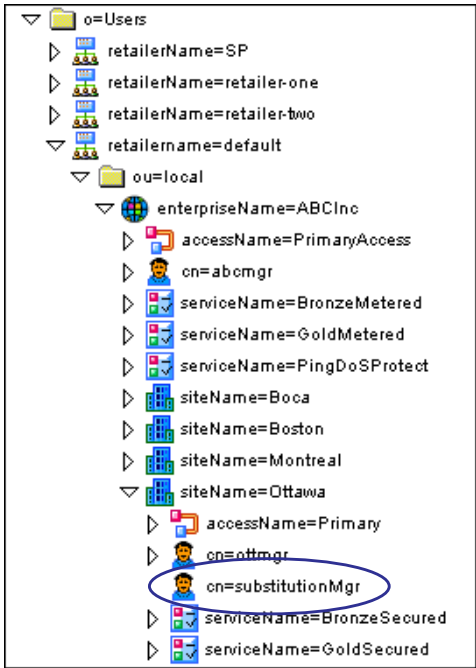 o=Users
retailerName=SP
retailerName=retailer-one
retailerName=retailer-two
retailername=default
ou=local
enterpriseName=ABCInc
accessName=PrimaryAccess
cn=abcmgr
serviceName=BronzeMetered
serviceName=GoldMetered
serviceName=PingDoSProtect
siteName=Boca
siteName=Boston
siteName=Montreal
siteName=Ottawa
accessName=Primary
cn=ottmgr
cn=substitutionMgr
serviceName=BronzeSecured
serviceName=GoldSecured